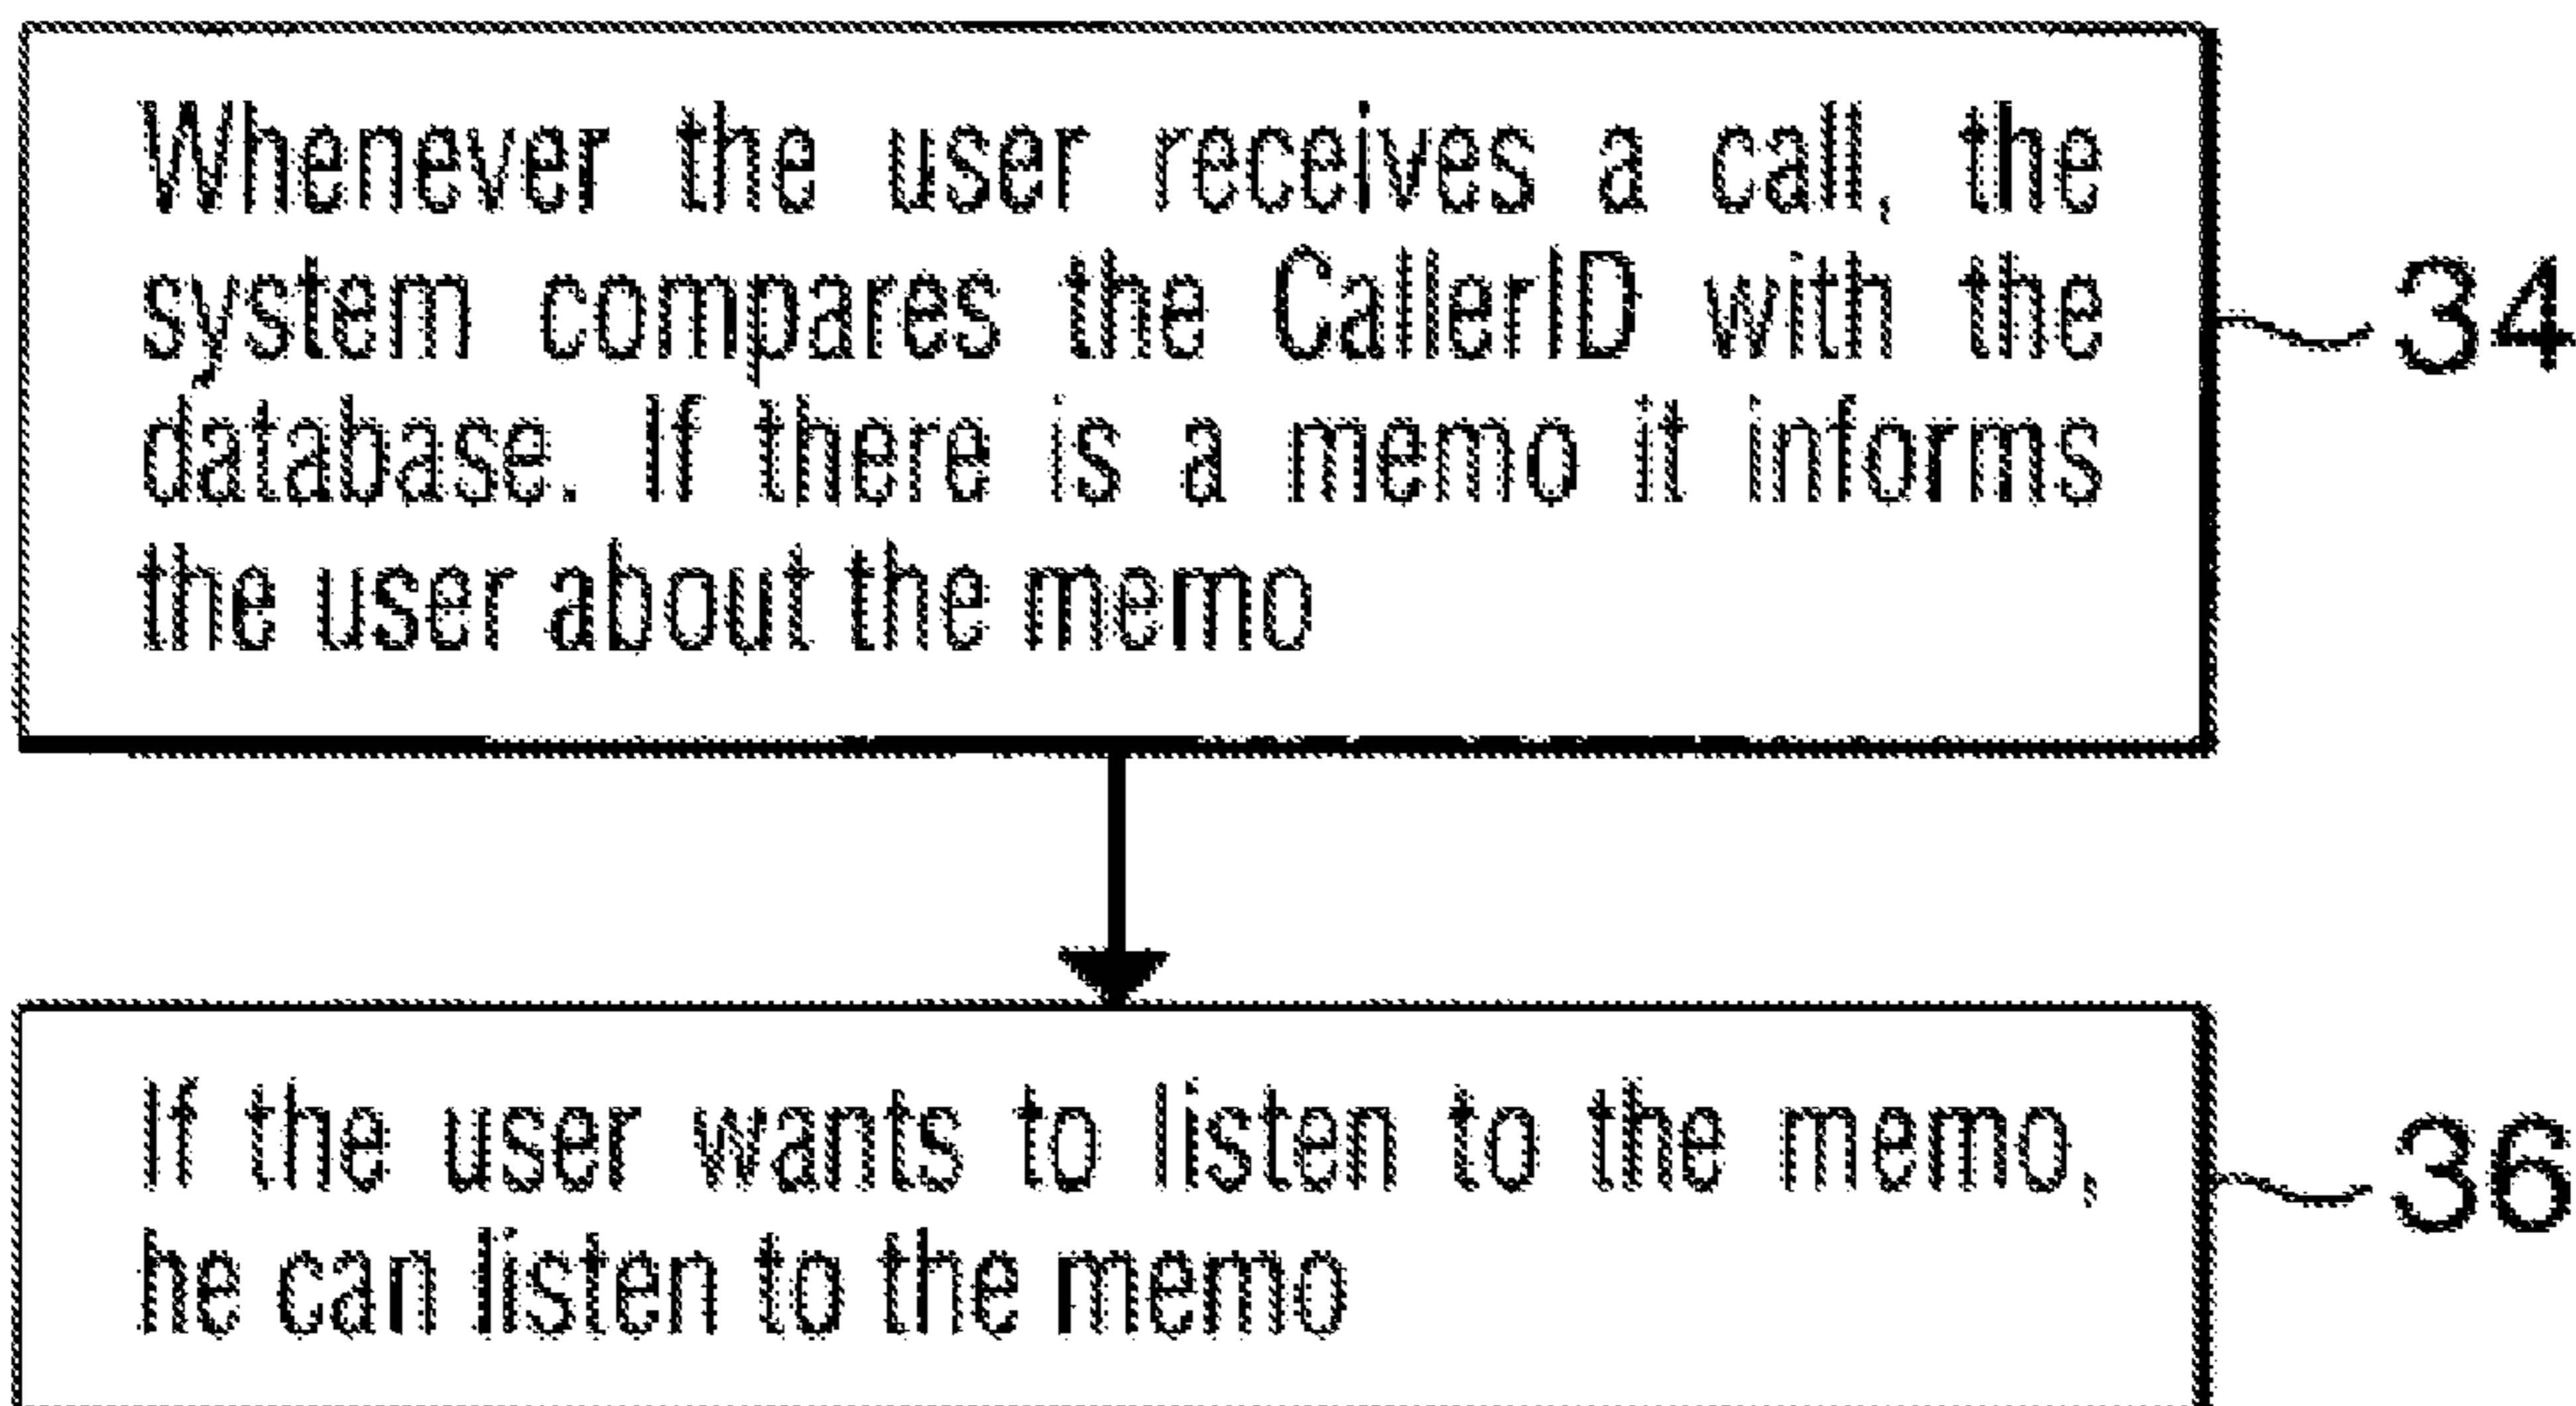 Whenever the user receives a call, the
system compares the CallerID with the
database. If there is a memo it informs
the user about the memo
34
If the user wants to listen to the memo,
he can listen to the memo
36